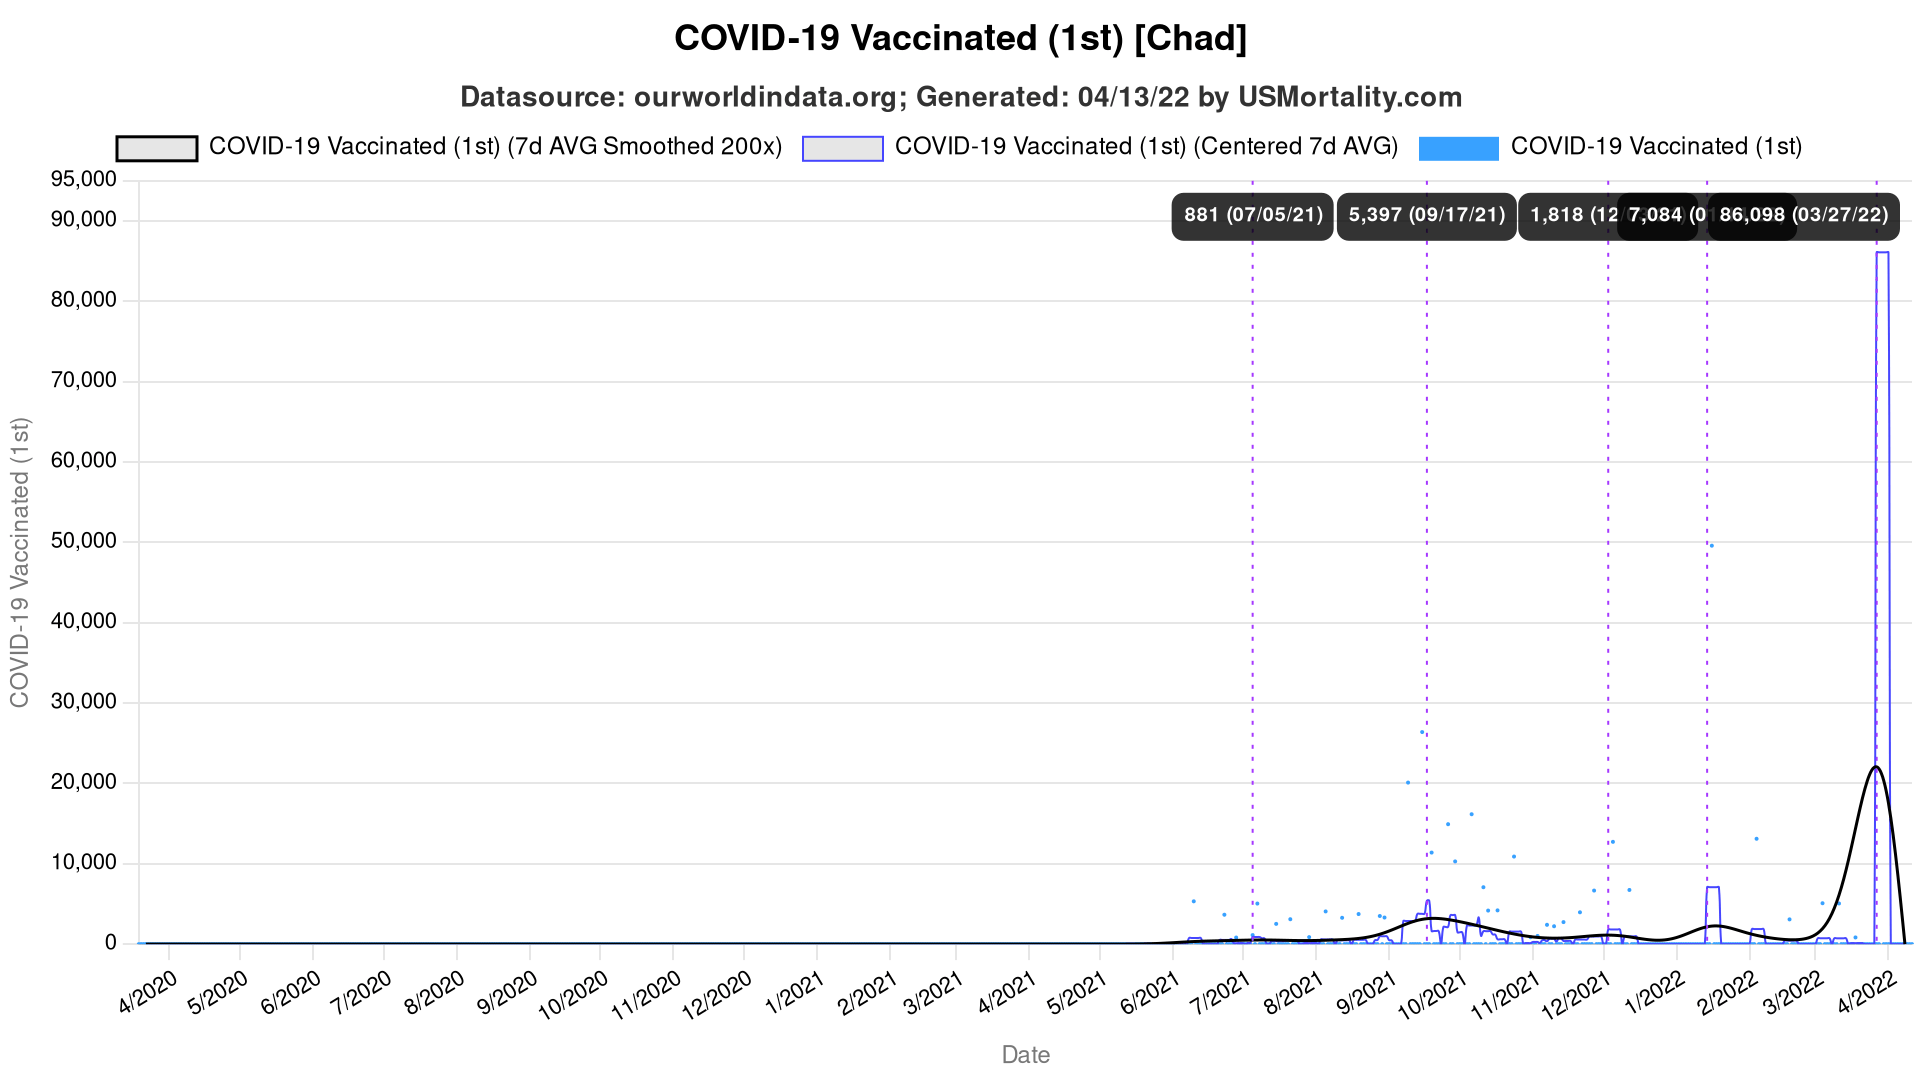 COVID-19 Vaccinated (1st) [Chad]
Datasource: ourworldindata.org; Generated: 04/13/22 by USMortality.com
COVID-19 Vaccinated (1st) (7d AVG Smoothed 200x) COVID-19 Vaccinated (1st) (Centered 7d AVG) COVID-19 Vaccinated (1st)
95,000
881 (07/05/21) 5,397 (09/17/21) 1,818 (12/ 7,084 (0 86,098 (03/27/22)
90,000
80,000
70,000
60,000
50,000
40,000
30,000
20,000
10,000
0
COVID-19 Vaccinated (1st)
4/2020 5/2020 6/2020 7/2020 8/2020 9/2020 10/2020 11/2020 12/2020 1/2021 2/2021 3/2021 4/2021 5/2021 6/2021 7/2021 8/2021 9/2021 10/2021 11/2021 12/2021 1/2022 2/2022 3/2022 4/2022
Date